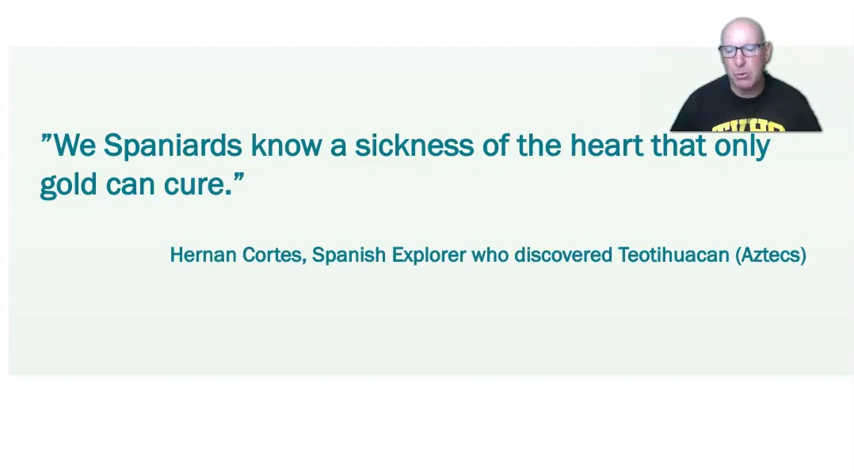 ”We Spaniards know a sickness of the heart that only
gold can cure.”
Hernan Cortes, Spanish Explorer who discovered Teotihuacan (Aztecs)